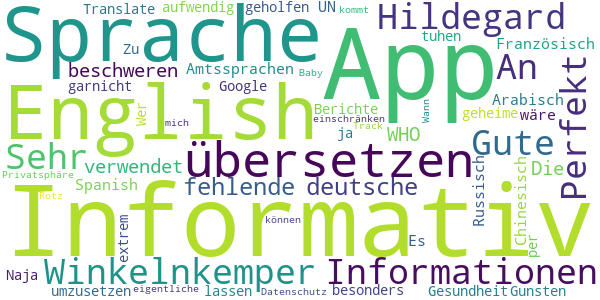 Translate aufwendig geholfen UN kommt
Sprache App Hildegard
Zu tuhen Französisch
beschweren Amtssprachen Baby An
garnicht Google Perfekt
English Wer Berichte Wann Arabisch
mich einschränken geheime wäre
ja Track WHO Gute
Sehr verwendet übersetzen Die
Privatsphäre Spanish fehlende deutsche Russisch Chinesisch
Rotz können per
Informativ extrem Es
Naja Winkelnkemper Informationen
umzusetzen eigentliche lassen Datenschutz besonders Gesundheit Gunsten